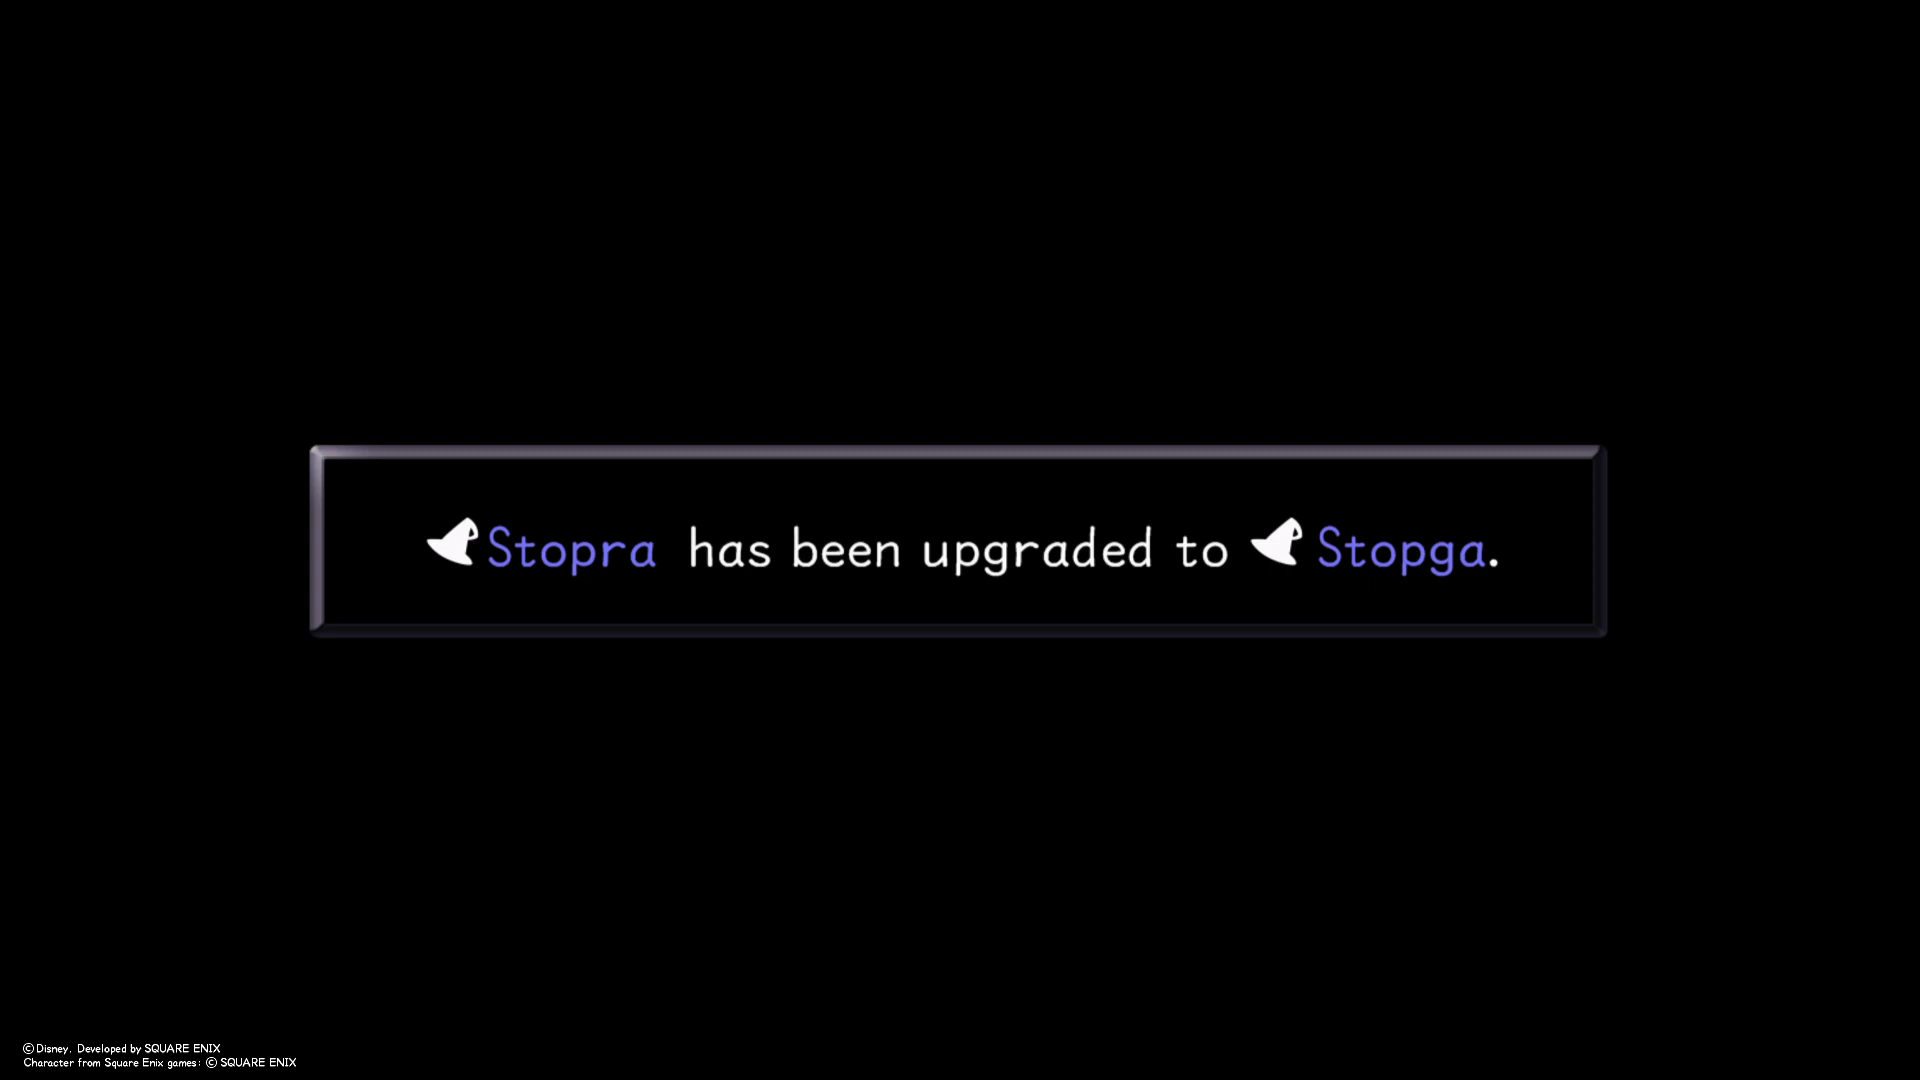 Stopra has been upgraded to Stopga.
©Disney. Developed by SQUARE ENIX
Character from Square Enix games: © SQUARE ENIX